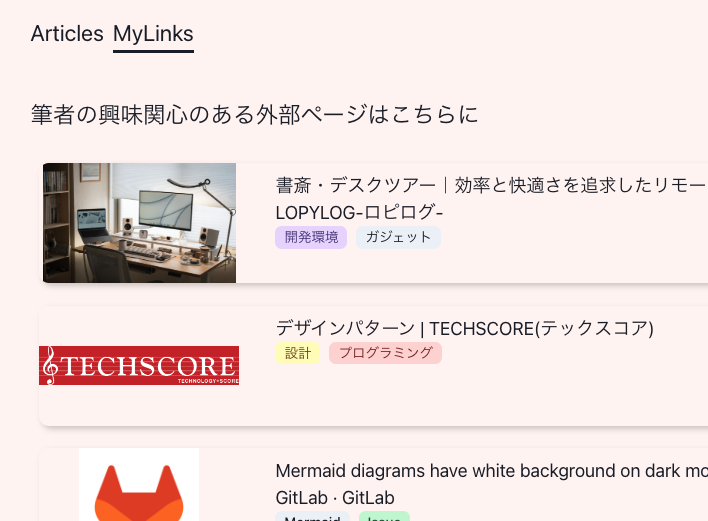 Articles MyLinks
筆者の興味関心のある外部ページはこちらに
書斎・デスクツアー｜効率と快適さを追求したリモー
LOPYLOG-ロピログ-
開発環境 ガジェット
デザインパターン | TECHSCORE(テックスコア)
TECHSCORE
TECHNOLOGY+SCORE
設計 プログラミング
Mermaid diagrams have white background on dark mo
GitLab · GitLab
Mermaid Issue